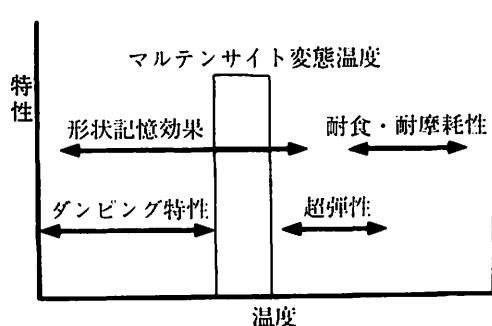 マルテンサイト変態温度
特性
形状記憶効果
耐食・耐摩耗性
ダンピング特性
超弾性
温度